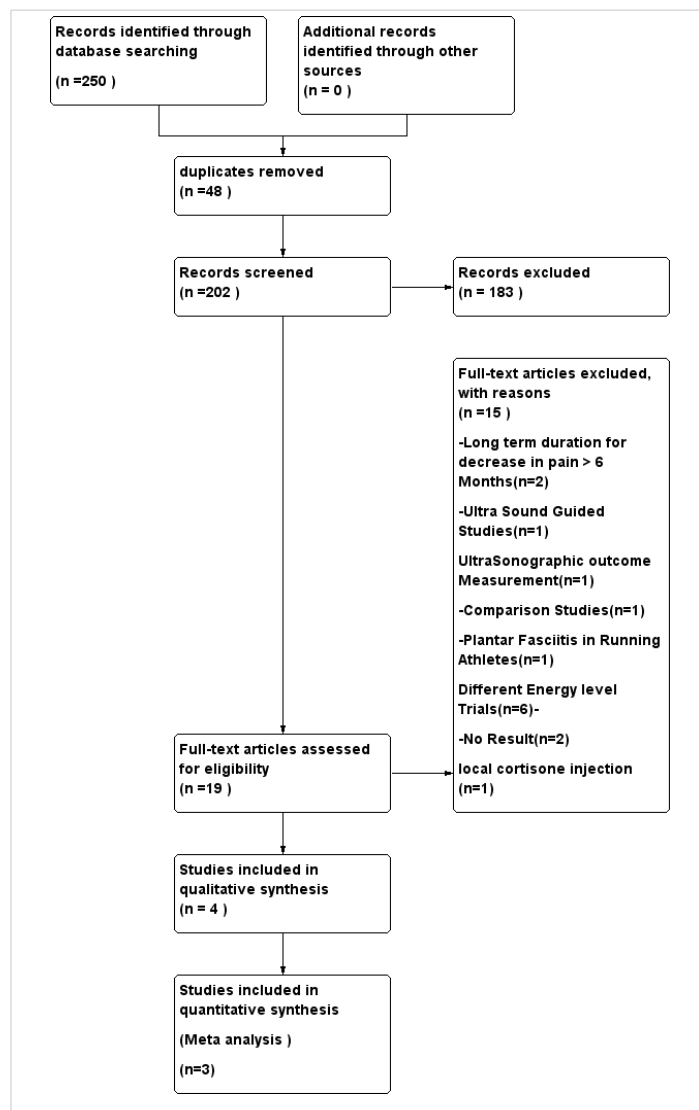 Records identified through
database searching
(n =250 )
Additional records
identified through other
sources
(n = 0 )
duplicates removed
(n =48 )
Records screened
(n =202 )
Records excluded
(n = 183 )
Full-text articles excluded,
with reasons
(n =15 )
-Long term duration for
decrease in pain > 6
Months(n=2)
-Ultra Sound Guided
Studies(n=1)
UltraSonographic outcome
Measurement(n=1)
-Comparison Studies(n=1)
-Plantar Fasciitis in Running
Athletes(n=1)
Different Energy level
Trials(n=6)-
-No Result(n=2)
local cortisone injection
(n=1)
Full-text articles assessed
for eligibility
(n =19 )
Studies included in
qualitative synthesis
(n = 4 )
Studies included in
quantitative synthesis
(Meta analysis )
(n=3)